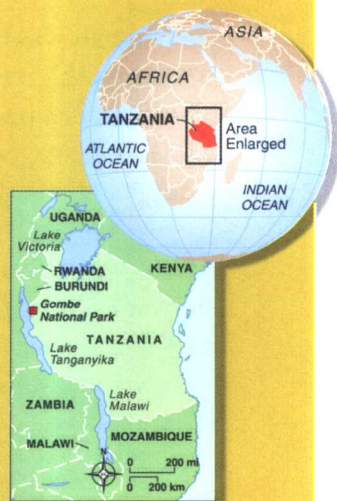 ASIA
AFRICA
TANZANIA
Area
Enlarged
ATLANTIC
OCEAN
INDIAN
OCEAN
UGANDA
Lake
Victoria
RWANDA
KENYA
BURUNDI
Gombe
National Park
TANZANIA
Lake
Tanganyika
Lake
Malawi
ZAMBIA
MALAWI
MOZAMBIQUE
N
0 200 mi
0 200 km